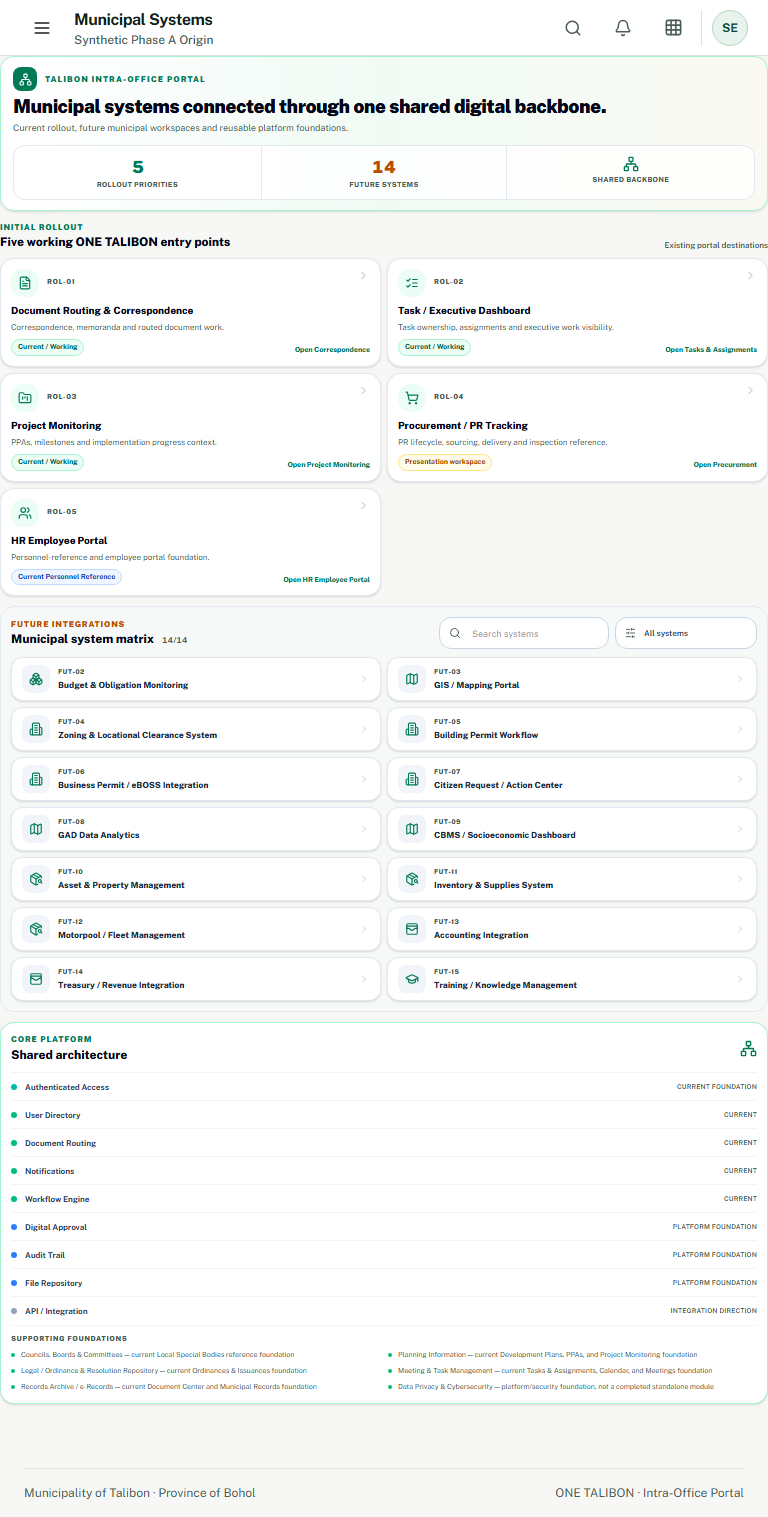 Municipal Systems
Synthetic Phase A Origin
SE
TALIBON INTRA-OFFICE PORTAL
Municipal systems connected through one shared digital backbone.
Current rollout, future municipal workspaces and reusable platform foundations.
5
ROLLOUT PRIORITIES
14
FUTURE SYSTEMS
SHARED BACKBONE
INITIAL ROLLOUT
Five working ONE TALIBON entry points
Existing portal destinations
ROL-01
Document Routing & Correspondence
Correspondence, memoranda and routed document work.
Current / Working
Open Correspondence
ROL-02
Task / Executive Dashboard
Task ownership, assignments and executive work visibility.
Current / Working
Open Tasks & Assignments
ROL-03
Project Monitoring
PPAs, milestones and implementation progress context.
Current / Working
Open Project Monitoring
ROL-04
Procurement / PR Tracking
PR lifecycle, sourcing, delivery and inspection reference.
Presentation workspace
Open Procurement
ROL-05
HR Employee Portal
Personnel-reference and employee portal foundation.
Current Personnel Reference
Open HR Employee Portal
FUTURE INTEGRATIONS
Municipal system matrix 14/14
Search systems
All systems
FUT-02
Budget & Obligation Monitoring
FUT-03
GIS / Mapping Portal
FUT-04
Zoning & Locational Clearance System
FUT-05
Building Permit Workflow
FUT-06
Business Permit / eBOSS Integration
FUT-07
Citizen Request / Action Center
FUT-08
GAD Data Analytics
FUT-09
CBMS / Socioeconomic Dashboard
FUT-10
Asset & Property Management
FUT-11
Inventory & Supplies System
FUT-12
Motorpool / Fleet Management
FUT-13
Accounting Integration
FUT-14
Treasury / Revenue Integration
FUT-15
Training / Knowledge Management
CORE PLATFORM
Shared architecture
Authenticated Access CURRENT FOUNDATION
User Directory CURRENT
Document Routing CURRENT
Notifications CURRENT
Workflow Engine CURRENT
Digital Approval PLATFORM FOUNDATION
Audit Trail PLATFORM FOUNDATION
File Repository PLATFORM FOUNDATION
API / Integration INTEGRATION DIRECTION
SUPPORTING FOUNDATIONS
Councils, Boards & Committees — current Local Special Bodies reference foundation
Planning Information — current Development Plans, PPAs, and Project Monitoring foundation
Legal / Ordinance & Resolution Repository — current Ordinances & Issuances foundation
Meeting & Task Management — current Tasks & Assignments, Calendar, and Meetings foundation
Records Archive / e-Records — current Document Center and Municipal Records foundation
Data Privacy & Cybersecurity — platform/security foundation, not a completed standalone module
Municipality of Talibon · Province of Bohol
ONE TALIBON · Intra-Office Portal